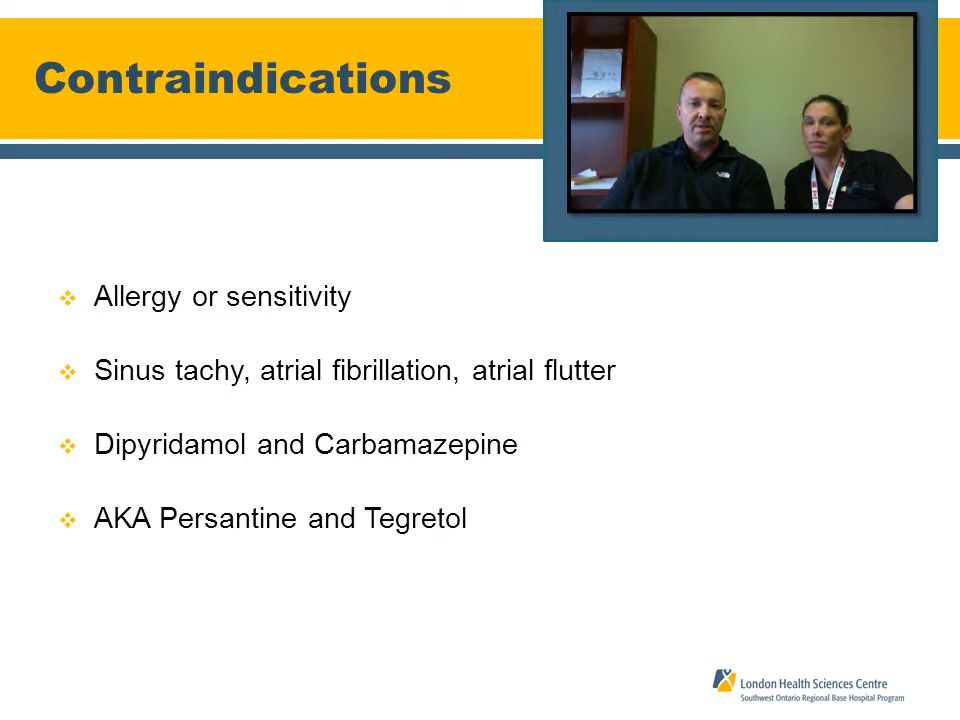 Contraindications
Allergy or sensitivity
Sinus tachy, atrial fibrillation, atrial flutter
Dipyridamol and Carbamazepine
AKA Persantine and Tegretol
London Health Sciences Centre
Southwest Ontario Regional Base Hospital Program